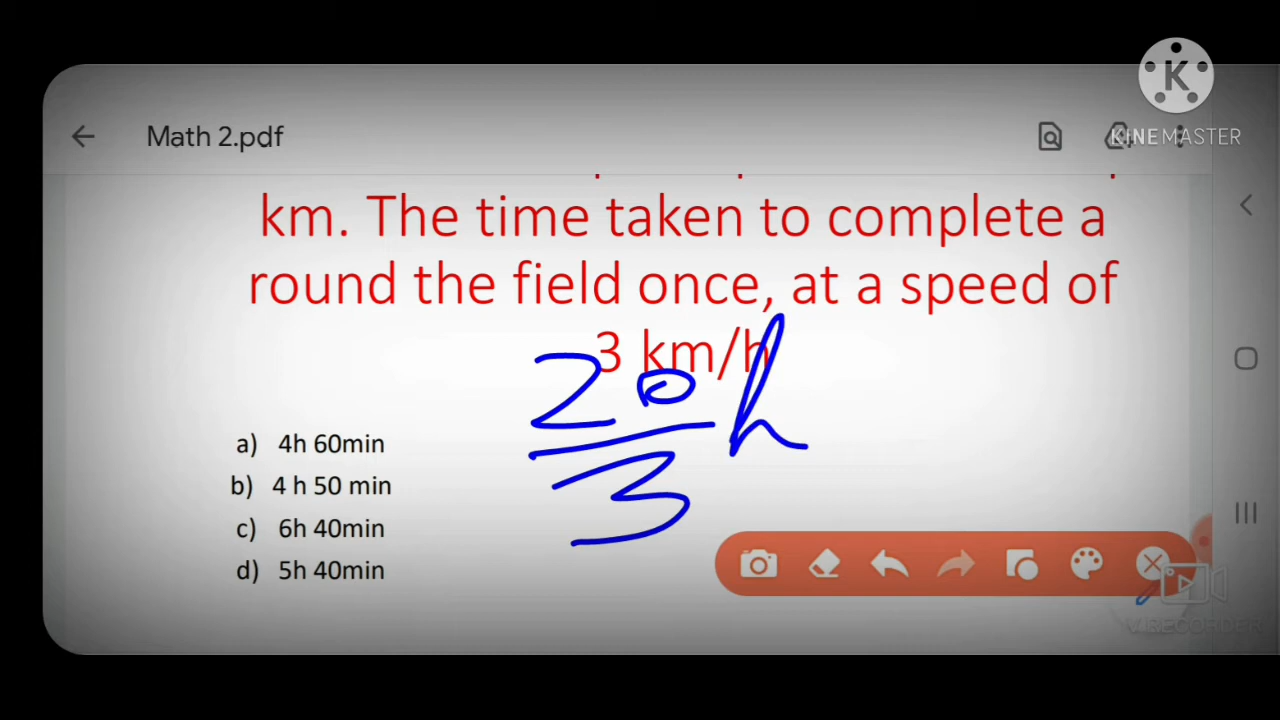 K
KINEMASTER
Math 2.pdf
km. The time taken to complete a
round the field once, at a speed of
3 km/h
20 h
3
a) 4h 60min
b) 4 h 50 min
c) 6h 40min
d) 5h 40min
V RECORDER